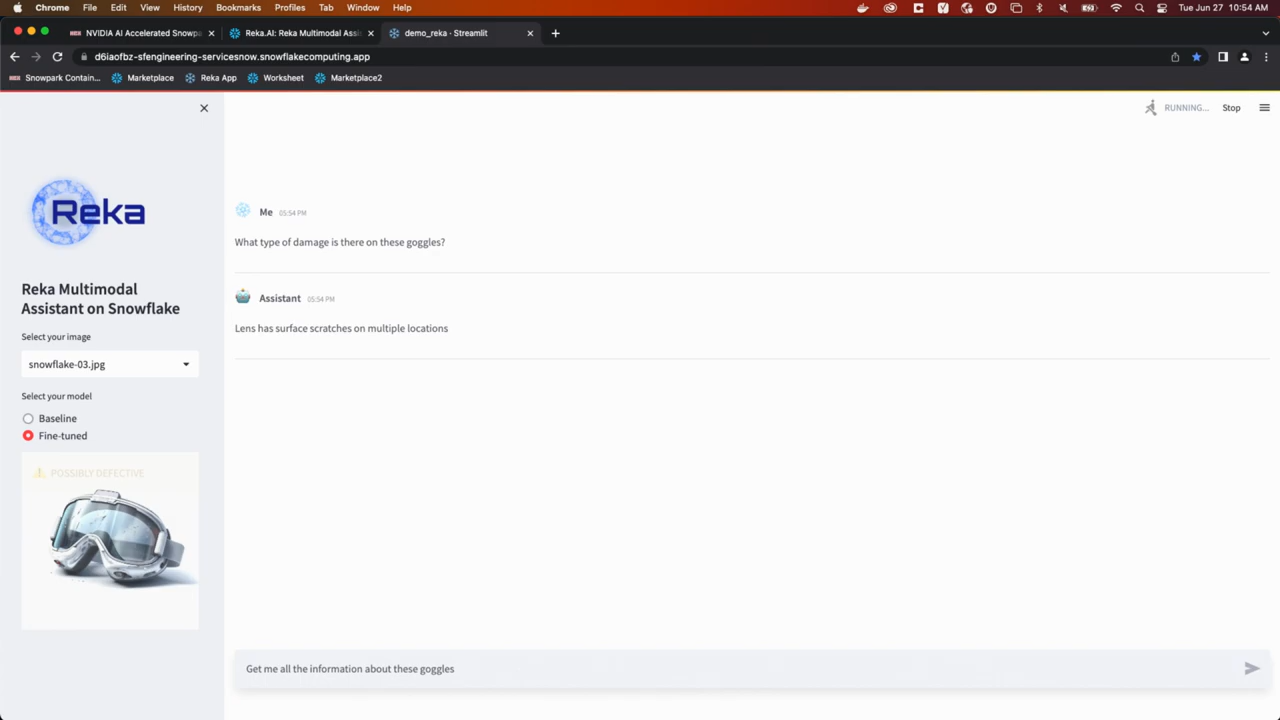 Chrome File Edit View History Bookmarks Profiles Tab Window Help
Tue Jun 27 10:54 AM
NVIDIA AI Accelerated Snowpa
Reka.AI: Reka Multimodal Assis
demo_reka · Streamlit
d6iaofbz-sfengineering-servicesnow.snowflakecomputing.app
Snowpark Contain...
Marketplace
Reka App
Worksheet
Marketplace2
RUNNING...
Stop
Reka
Reka Multimodal
Assistant on Snowflake
Select your image
snowflake-03.jpg
Select your model
Baseline
Fine-tuned
POSSIBLY DEFECTIVE
Me 05:54 PM
What type of damage is there on these goggles?
Assistant 05:54 PM
Lens has surface scratches on multiple locations
Get me all the information about these goggles